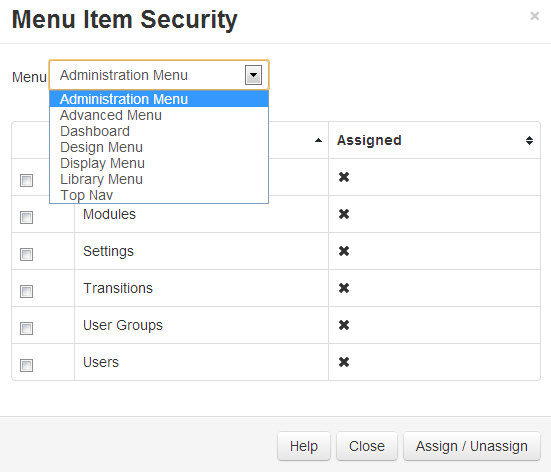 Menu Item Security
×
Menu Administration Menu
Administration Menu
Advanced Menu
Dashboard
Design Menu
Display Menu
Library Menu
Top Nav
Assigned
✖
Modules ✖
Settings ✖
Transitions ✖
User Groups ✖
Users ✖
Help Close Assign / Unassign